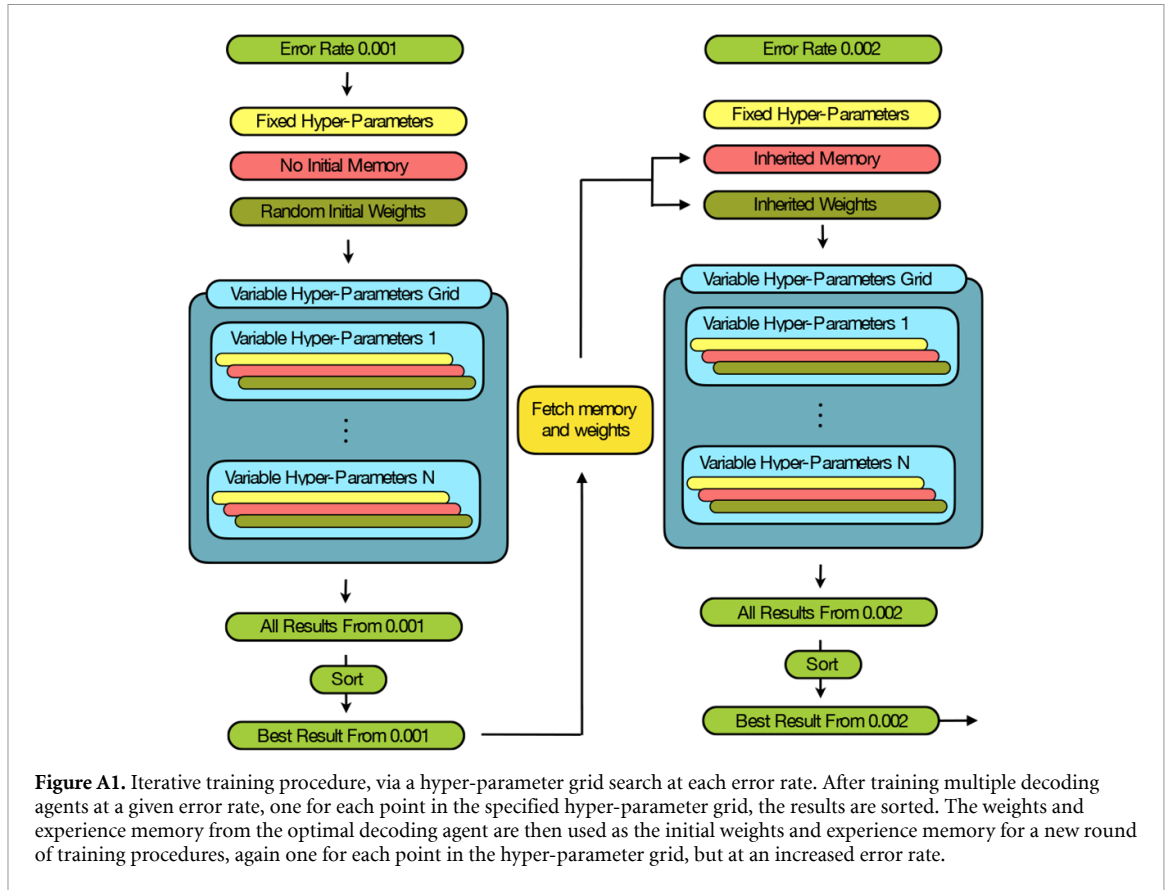 Error Rate 0.001
Fixed Hyper-Parameters
No Initial Memory
Random Initial Weights
Variable Hyper-Parameters Grid
Variable Hyper-Parameters 1
Variable Hyper-Parameters N
All Results From 0.001
Sort
Best Result From 0.001
Fetch memory
and weights
Error Rate 0.002
Fixed Hyper-Parameters
Inherited Memory
Inherited Weights
Variable Hyper-Parameters Grid
Variable Hyper-Parameters 1
Variable Hyper-Parameters N
All Results From 0.002
Sort
Best Result From 0.002
Figure A1. Iterative training procedure, via a hyper-parameter grid search at each error rate. After training multiple decoding
agents at a given error rate, one for each point in the specified hyper-parameter grid, the results are sorted. The weights and
experience memory from the optimal decoding agent are then used as the initial weights and experience memory for a new round
of training procedures, again one for each point in the hyper-parameter grid, but at an increased error rate.